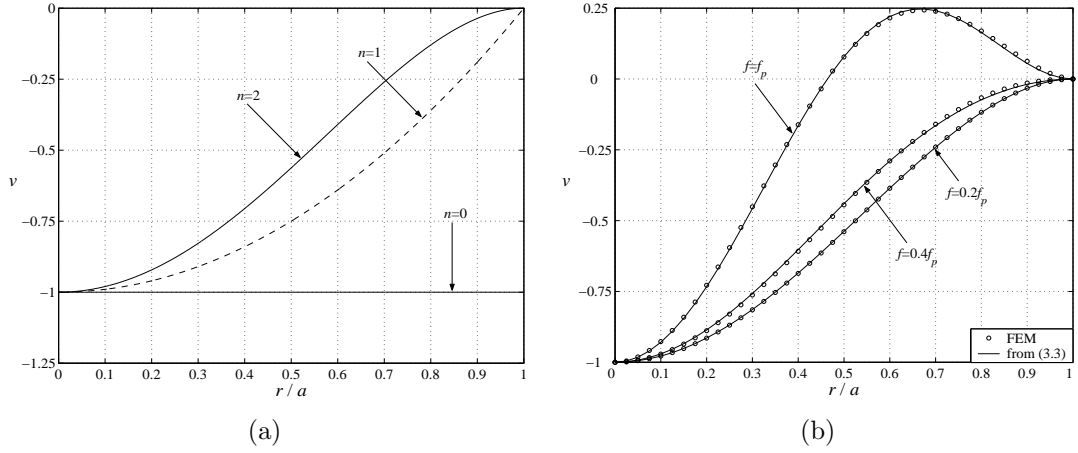 0
-0.25
-0.5
-0.75
-1
-1.25
v
n=1
n=2
n=0
0 0.1 0.2 0.3 0.4 0.5 0.6 0.7 0.8 0.9 1
r / a
(a)
0.25
0
-0.25
-0.5
-0.75
-1
v
f=f_p
f=0.2f_p
f=0.4f_p
FEM
from (3.3)
0 0.1 0.2 0.3 0.4 0.5 0.6 0.7 0.8 0.9 1
r / a
(b)